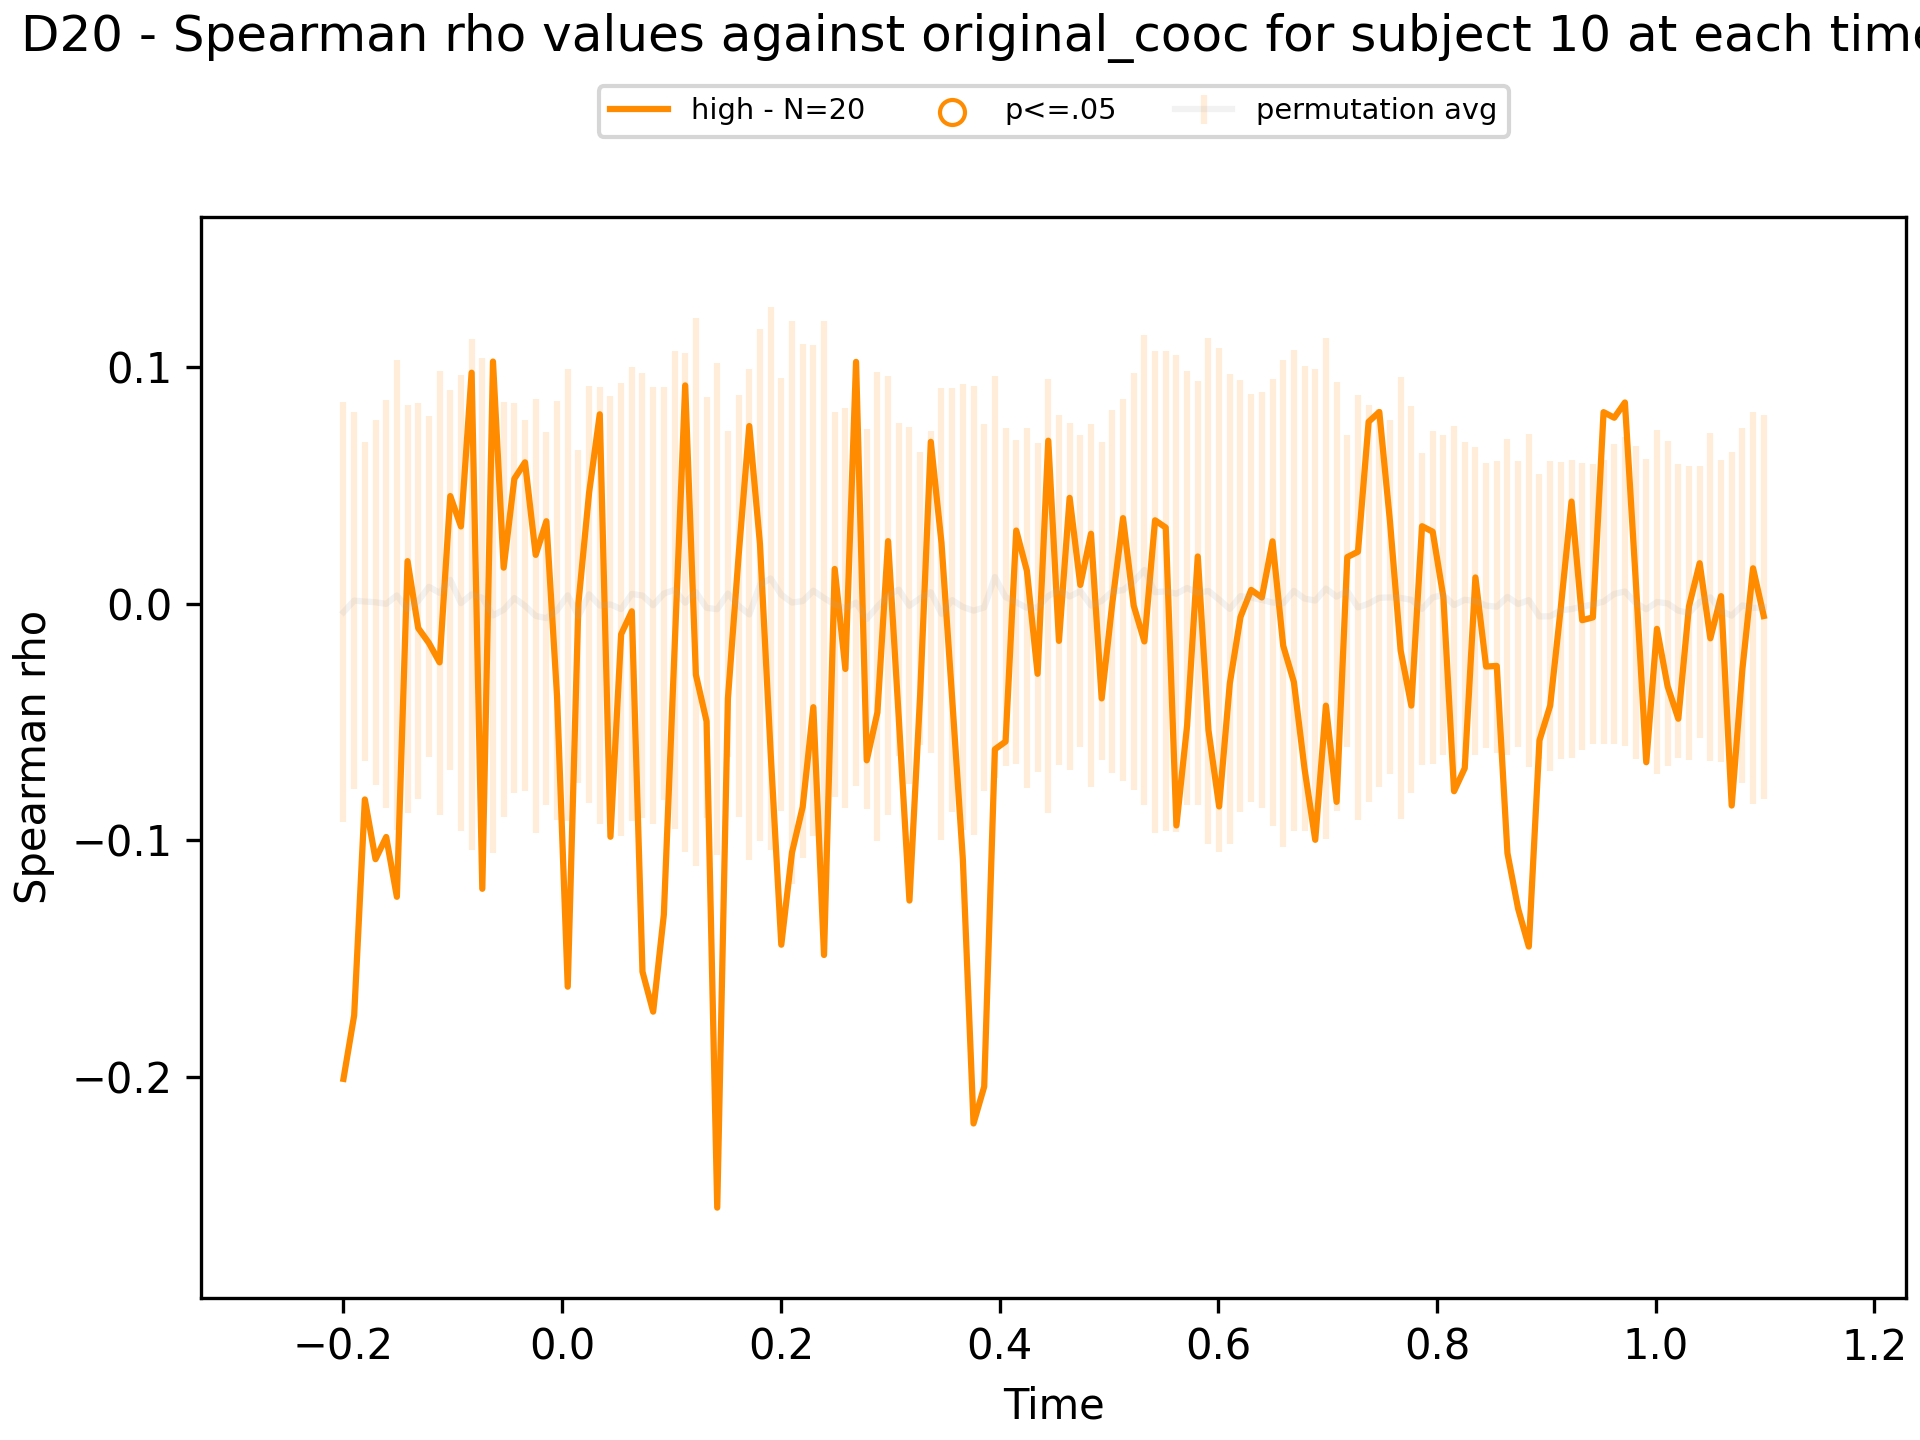 D20 - Spearman rho values against original_cooc for subject 10 at each time
high - N=20 p<=.05 permutation avg
0.1
0.0
−0.1
−0.2
Spearman rho
−0.2 0.0 0.2 0.4 0.6 0.8 1.0 1.2
Time